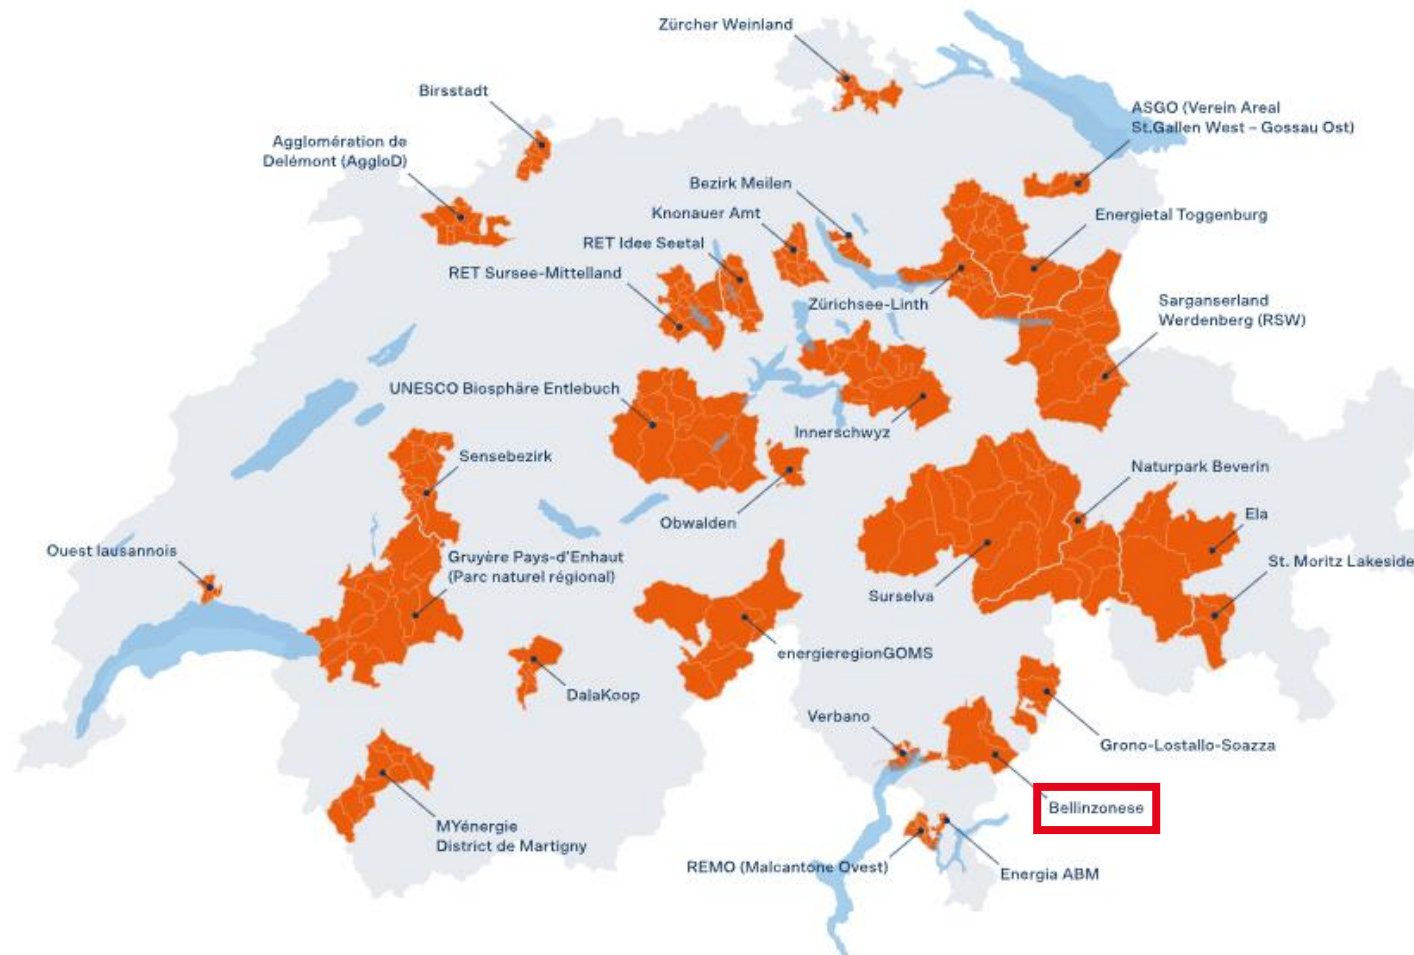 Zürcher Weinland
Birsstadt
ASGO (Verein Areal
St.Gallen West – Gossau Ost)
Agglomération de
Delémont (AggloD)
Bezirk Meilen
Knonauer Amt
Energietal Toggenburg
RET Idee Seetal
RET Sursee-Mittelland
Zürichsee-Linth
Sarganserland
Werdenberg (RSW)
UNESCO Biosphäre Entlebuch
Innerschwyz
Sensebezirk
Naturpark Beverin
Obwalden
Ela
Ouest lausannois
Gruyère Pays-d'Enhaut
(Parc naturel régional)
St. Moritz Lakeside
Surselva
energieregionGOMS
DalaKoop
Verbano
Grono-Lostallo-Soazza
Bellinzonese
MYénergie
District de Martigny
REMO (Malcantone Ovest)
Energia ABM